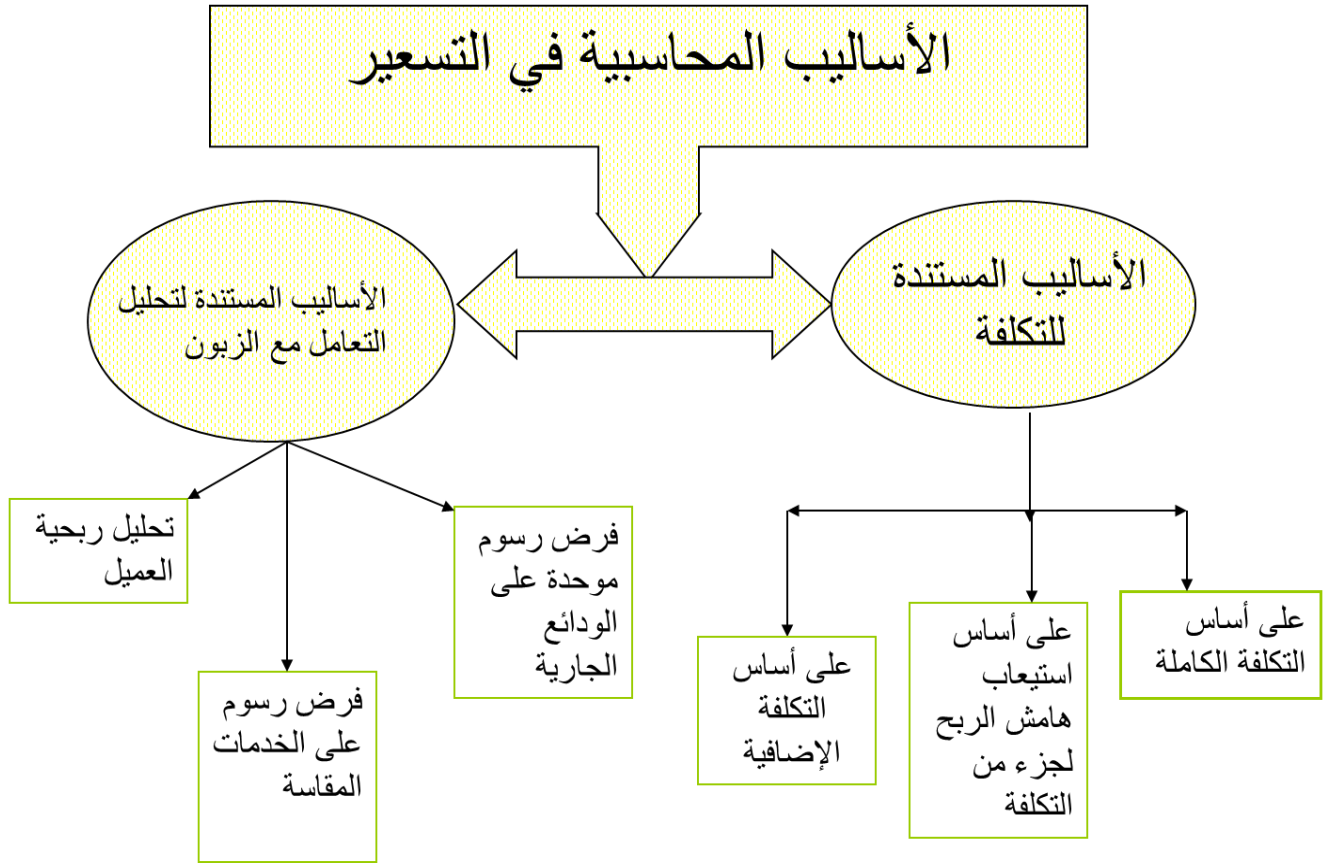 الأساليب المحاسبية في التسعير
الأساليب المستندة
للتكلفة
الأساليب المستندة لتحليل
التعامل مع الزبون
على أساس
التكلفة الكاملة
على أساس
استيعاب
هامش الربح
لجزء من
التكلفة
على أساس
التكلفة
الإضافية
فرض رسوم
موحدة على
الودائع
الجارية
فرض رسوم
على الخدمات
المقاسة
تحليل ربحية
العميل